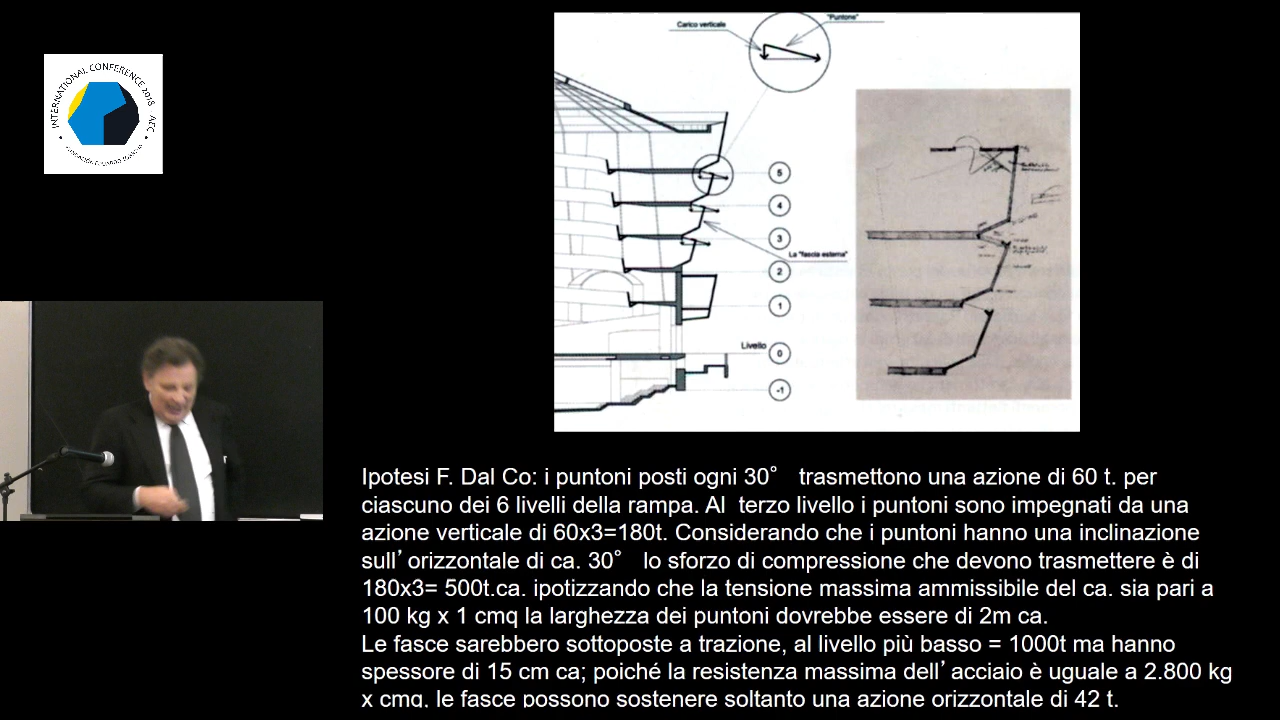 INTERNATIONAL CONFERENCE 2018
Carico verticale
"Puntone"
5
4
3
La "fascia esterna"
2
1
Livello
0
-1
Ipotesi F. Dal Co: i puntoni posti ogni 30° trasmettono una azione di 60 t. per
ciascuno dei 6 livelli della rampa. Al terzo livello i puntoni sono impegnati da una
azione verticale di 60x3=180t. Considerando che i puntoni hanno una inclinazione
sull’orizzontale di ca. 30° lo sforzo di compressione che devono trasmettere è di
180x3= 500t.ca. ipotizzando che la tensione massima ammissibile del ca. sia pari a
100 kg x 1 cmq la larghezza dei puntoni dovrebbe essere di 2m ca.
Le fasce sarebbero sottoposte a trazione, al livello più basso = 1000t ma hanno
spessore di 15 cm ca; poiché la resistenza massima dell’acciaio è uguale a 2.800 kg
x cmq, le fasce possono sostenere soltanto una azione orizzontale di 42 t.